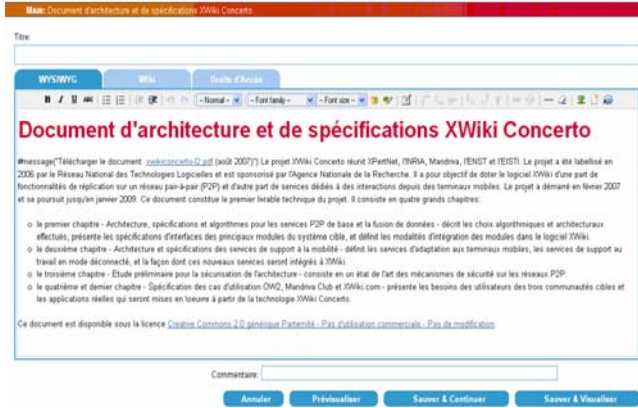 MAIN: Document d'architecture et de spécifications XWiki Concerto
Titre:
WYSIWYG Wiki Droits d'Accès
B I U ABC - Normal - - Font family - - Font size -
Document d'architecture et de spécifications XWiki Concerto
#message("Télécharger le document: xwikiconcerto-l2.pdf (août 2007)") Le projet XWiki Concerto réunit XPertNet, l'INRIA, Mandriva, l'ENST et l'EISTI. Le projet a été labellisé en
2006 par le Réseau National des Technologies Logicielles et est sponsorisé par l'Agence Nationale de la Recherche. Il a pour objectif de doter le logiciel XWiki d'une part de
fonctionnalités de réplication sur un réseau pair-à-pair (P2P) et d'autre part de services dédiés à des interactions depuis des terminaux mobiles. Le projet a démarré en février 2007
et se poursuit jusqu'en janvier 2009. Ce document constitue le premier livrable technique du projet. Il consiste en quatre grands chapitres:
o le premier chapitre - Architecture, spécifications et algorithmes pour les services P2P de base et la fusion de données - décrit les choix algorithmiques et architecturaux
effectués, présente les spécifications d'interfaces des principaux modules du système cible, et définit les modalités d'intégration des modules dans le logiciel XWiki.
o le deuxième chapitre - Architecture et spécifications des services de support à la mobilité - définit les services d'adaptation aux terminaux mobiles, les services de support au
travail en mode déconnecté, et la façon dont ces nouveaux services seront intégrés à XWiki.
o le troisième chapitre - Etude préliminaire pour la sécurisation de l'architecture - consiste en un état de l'art des mécanismes de sécurité sur les réseaux P2P.
o le quatrième et dernier chapitre - Spécification des cas d'utilisation OW2, Mandriva Club et XWiki.com - présente les besoins des utilisateurs des trois communautés cibles et
les applications réelles qui seront mises en \oeuvre à partir de la technologie XWiki Concerto.
Ce document est disponible sous la licence Creative Commons 2.0 générique Paternité - Pas d'utilisation commerciale - Pas de modification.
Commentaire:
Annuler Prévisualiser Sauver & Continuer Sauver & Visualiser